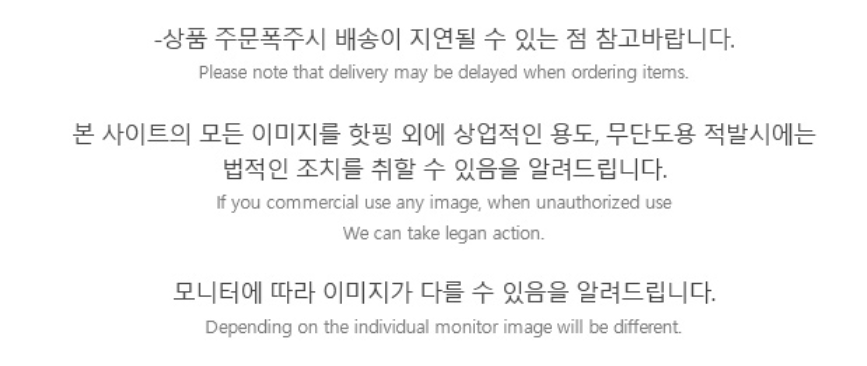 -상품 주문폭주시 배송이 지연될 수 있는 점 참고바랍니다.
Please note that delivery may be delayed when ordering items.
본 사이트의 모든 이미지를 핫핑 외에 상업적인 용도, 무단도용 적발시에는
법적인 조치를 취할 수 있음을 알려드립니다.
If you commercial use any image, when unauthorized use
We can take legan action.
모니터에 따라 이미지가 다를 수 있음을 알려드립니다.
Depending on the individual monitor image will be different.